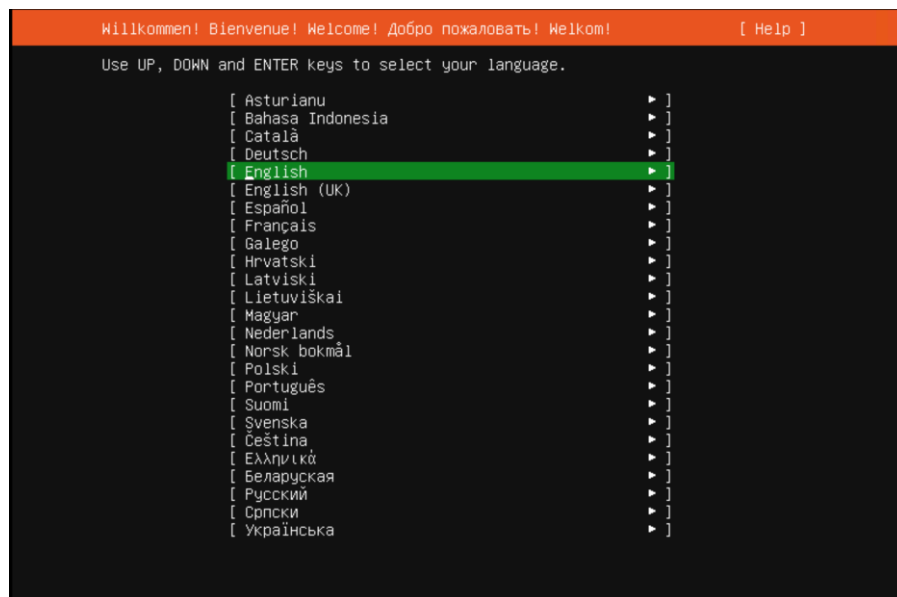 Willkommen! Bienvenue! Welcome! Добро пожаловать! Welkom! [ Help ]
Use UP, DOWN and ENTER keys to select your language.
[ Asturianu ▸ ]
[ Bahasa Indonesia ▸ ]
[ Català ▸ ]
[ Deutsch ▸ ]
[ English ▸ ]
[ English (UK) ▸ ]
[ Español ▸ ]
[ Français ▸ ]
[ Galego ▸ ]
[ Hrvatski ▸ ]
[ Latviski ▸ ]
[ Lietuviškai ▸ ]
[ Magyar ▸ ]
[ Nederlands ▸ ]
[ Norsk bokmål ▸ ]
[ Polski ▸ ]
[ Português ▸ ]
[ Suomi ▸ ]
[ Svenska ▸ ]
[ Čeština ▸ ]
[ Ελληνικά ▸ ]
[ Беларуская ▸ ]
[ Русский ▸ ]
[ Српски ▸ ]
[ Українська ▸ ]